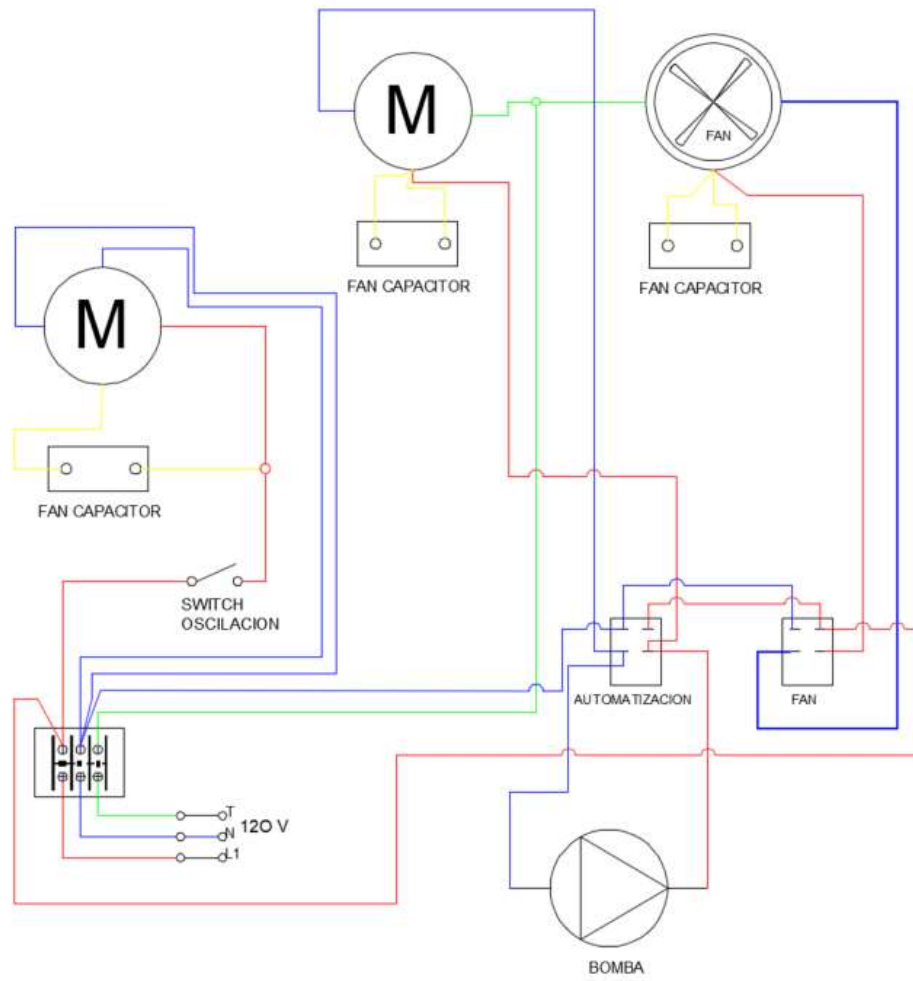 M
FAN
FAN CAPACITOR
FAN CAPACITOR
M
FAN CAPACITOR
SWITCH
OSCILACION
AUTOMATIZACION
FAN
T
120 V
N
L1
BOMBA